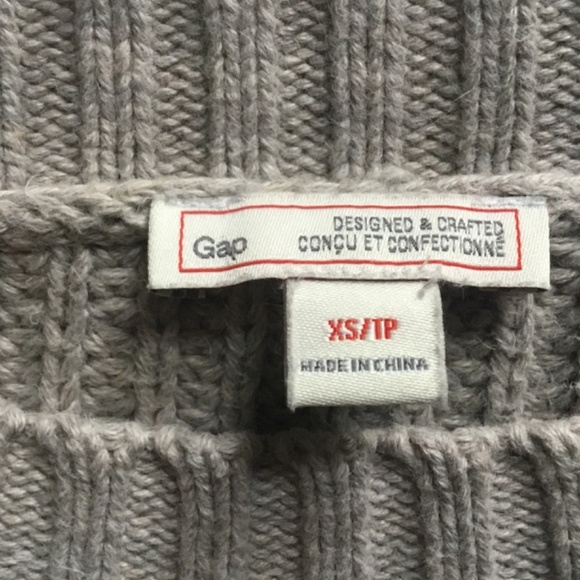 Gap
DESIGNED & CRAFTED
CONÇU ET CONFECTIONNÉ
XS/TP
MADE IN CHINA